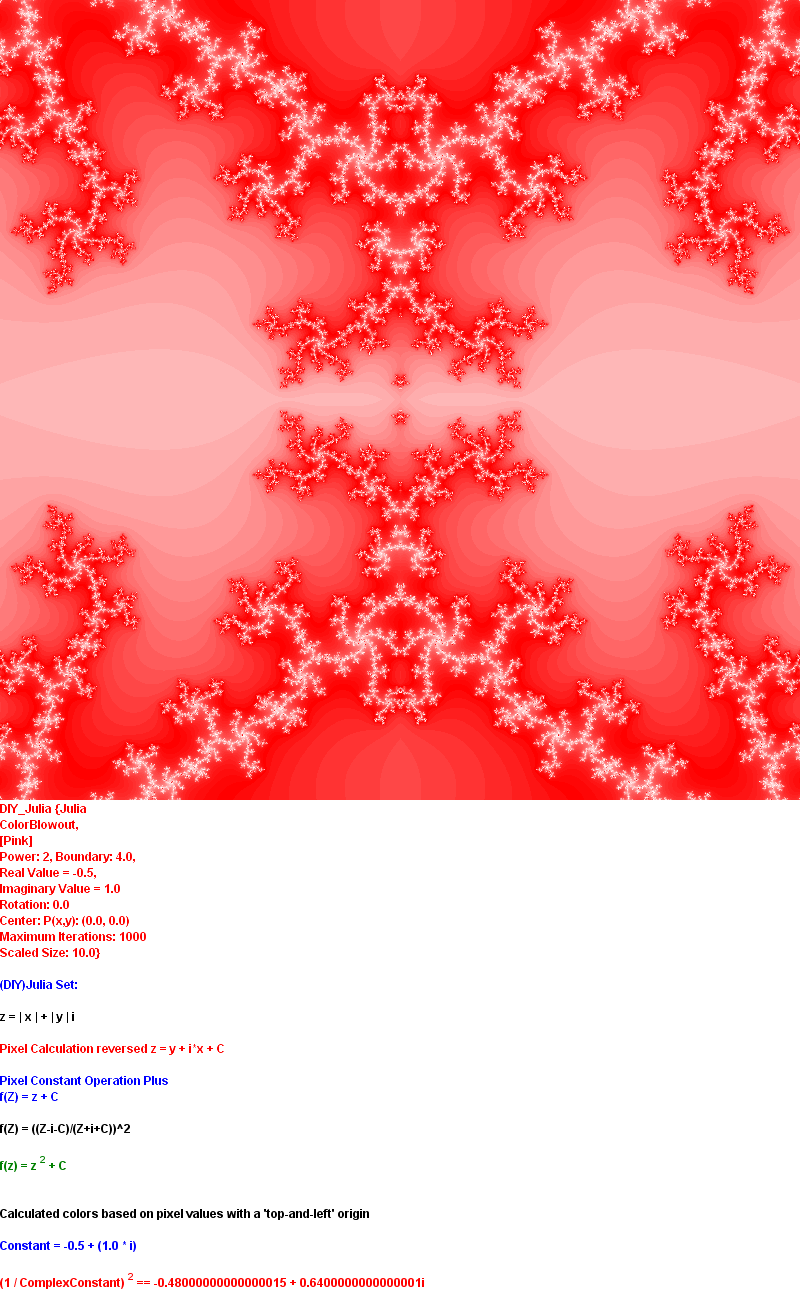 DIY_Julia {Julia
ColorBlowout,
[Pink]
Power: 2, Boundary: 4.0,
Real Value = -0.5,
Imaginary Value = 1.0
Rotation: 0.0
Center: P(x,y): (0.0, 0.0)
Maximum Iterations: 1000
Scaled Size: 10.0}
(DIY)Julia Set:
z = | x | + | y | i
Pixel Calculation reversed z = y + i*x + C
Pixel Constant Operation Plus
f(Z) = z + C
f(Z) = ((Z-i-C)/(Z+i+C))^2
f(z) = z 2 + C
Calculated colors based on pixel values with a 'top-and-left' origin
Constant = -0.5 + (1.0 * i)
(1 / ComplexConstant) 2 == -0.48000000000000015 + 0.6400000000000001i